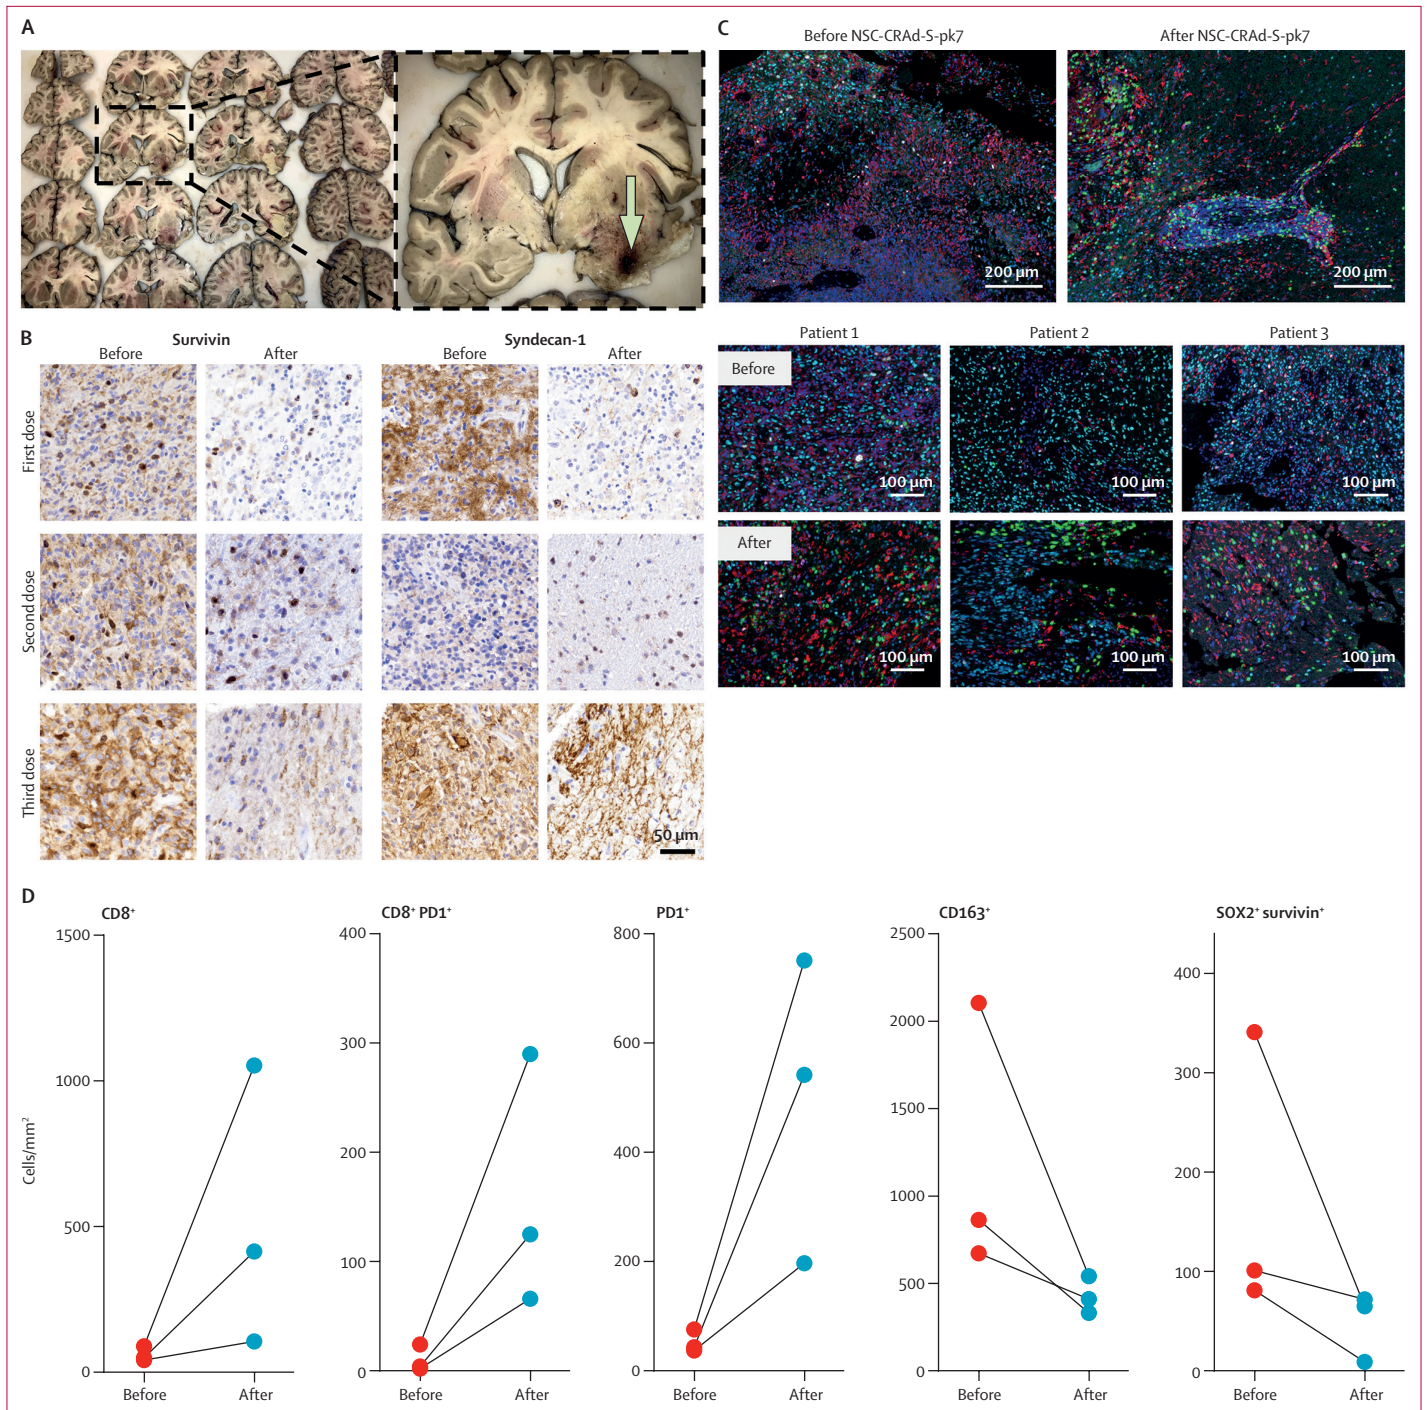 A
B
Survivin
Before
After
Syndecan-1
Before
After
First dose
Second dose
Third dose
50 µm
C
Before NSC-CRAd-S-pk7
After NSC-CRAd-S-pk7
200 µm
200 µm
Patient 1
Patient 2
Patient 3
Before
100 µm
100 µm
100 µm
After
100 µm
100 µm
100 µm
D
Cells/mm²
CD8⁺
1500
1000
500
0
Before
After
CD8⁺ PD1⁺
400
300
200
100
0
Before
After
PD1⁺
800
600
400
200
0
Before
After
CD163⁺
2500
2000
1500
1000
500
0
Before
After
SOX2⁺ survivin⁺
400
300
200
100
0
Before
After